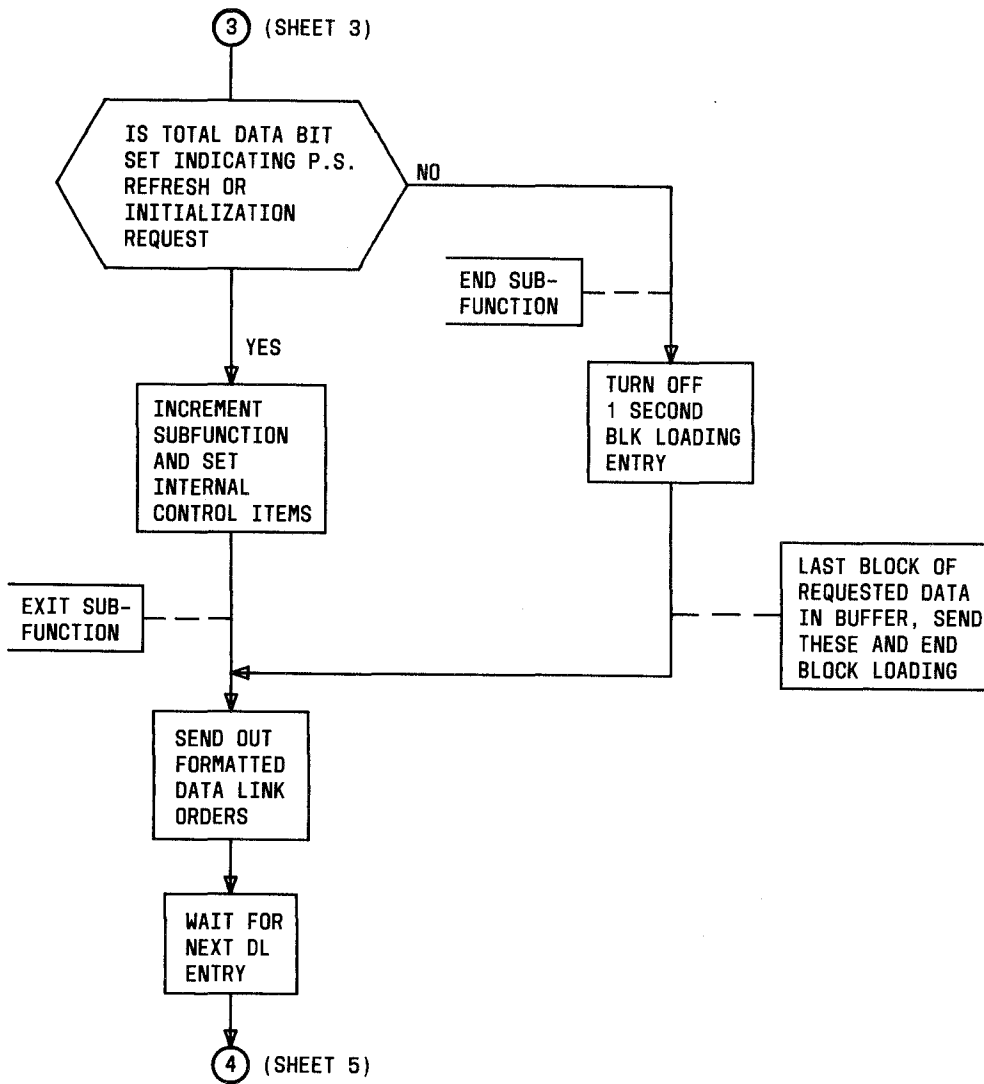 3 (SHEET 3)
IS TOTAL DATA BIT
SET INDICATING P.S.
REFRESH OR
INITIALIZATION
REQUEST
NO
END SUB-
FUNCTION
YES
INCREMENT
SUBFUNCTION
AND SET
INTERNAL
CONTROL ITEMS
TURN OFF
1 SECOND
BLK LOADING
ENTRY
EXIT SUB-
FUNCTION
LAST BLOCK OF
REQUESTED DATA
IN BUFFER, SEND
THESE AND END
BLOCK LOADING
SEND OUT
FORMATTED
DATA LINK
ORDERS
WAIT FOR
NEXT DL
ENTRY
4 (SHEET 5)